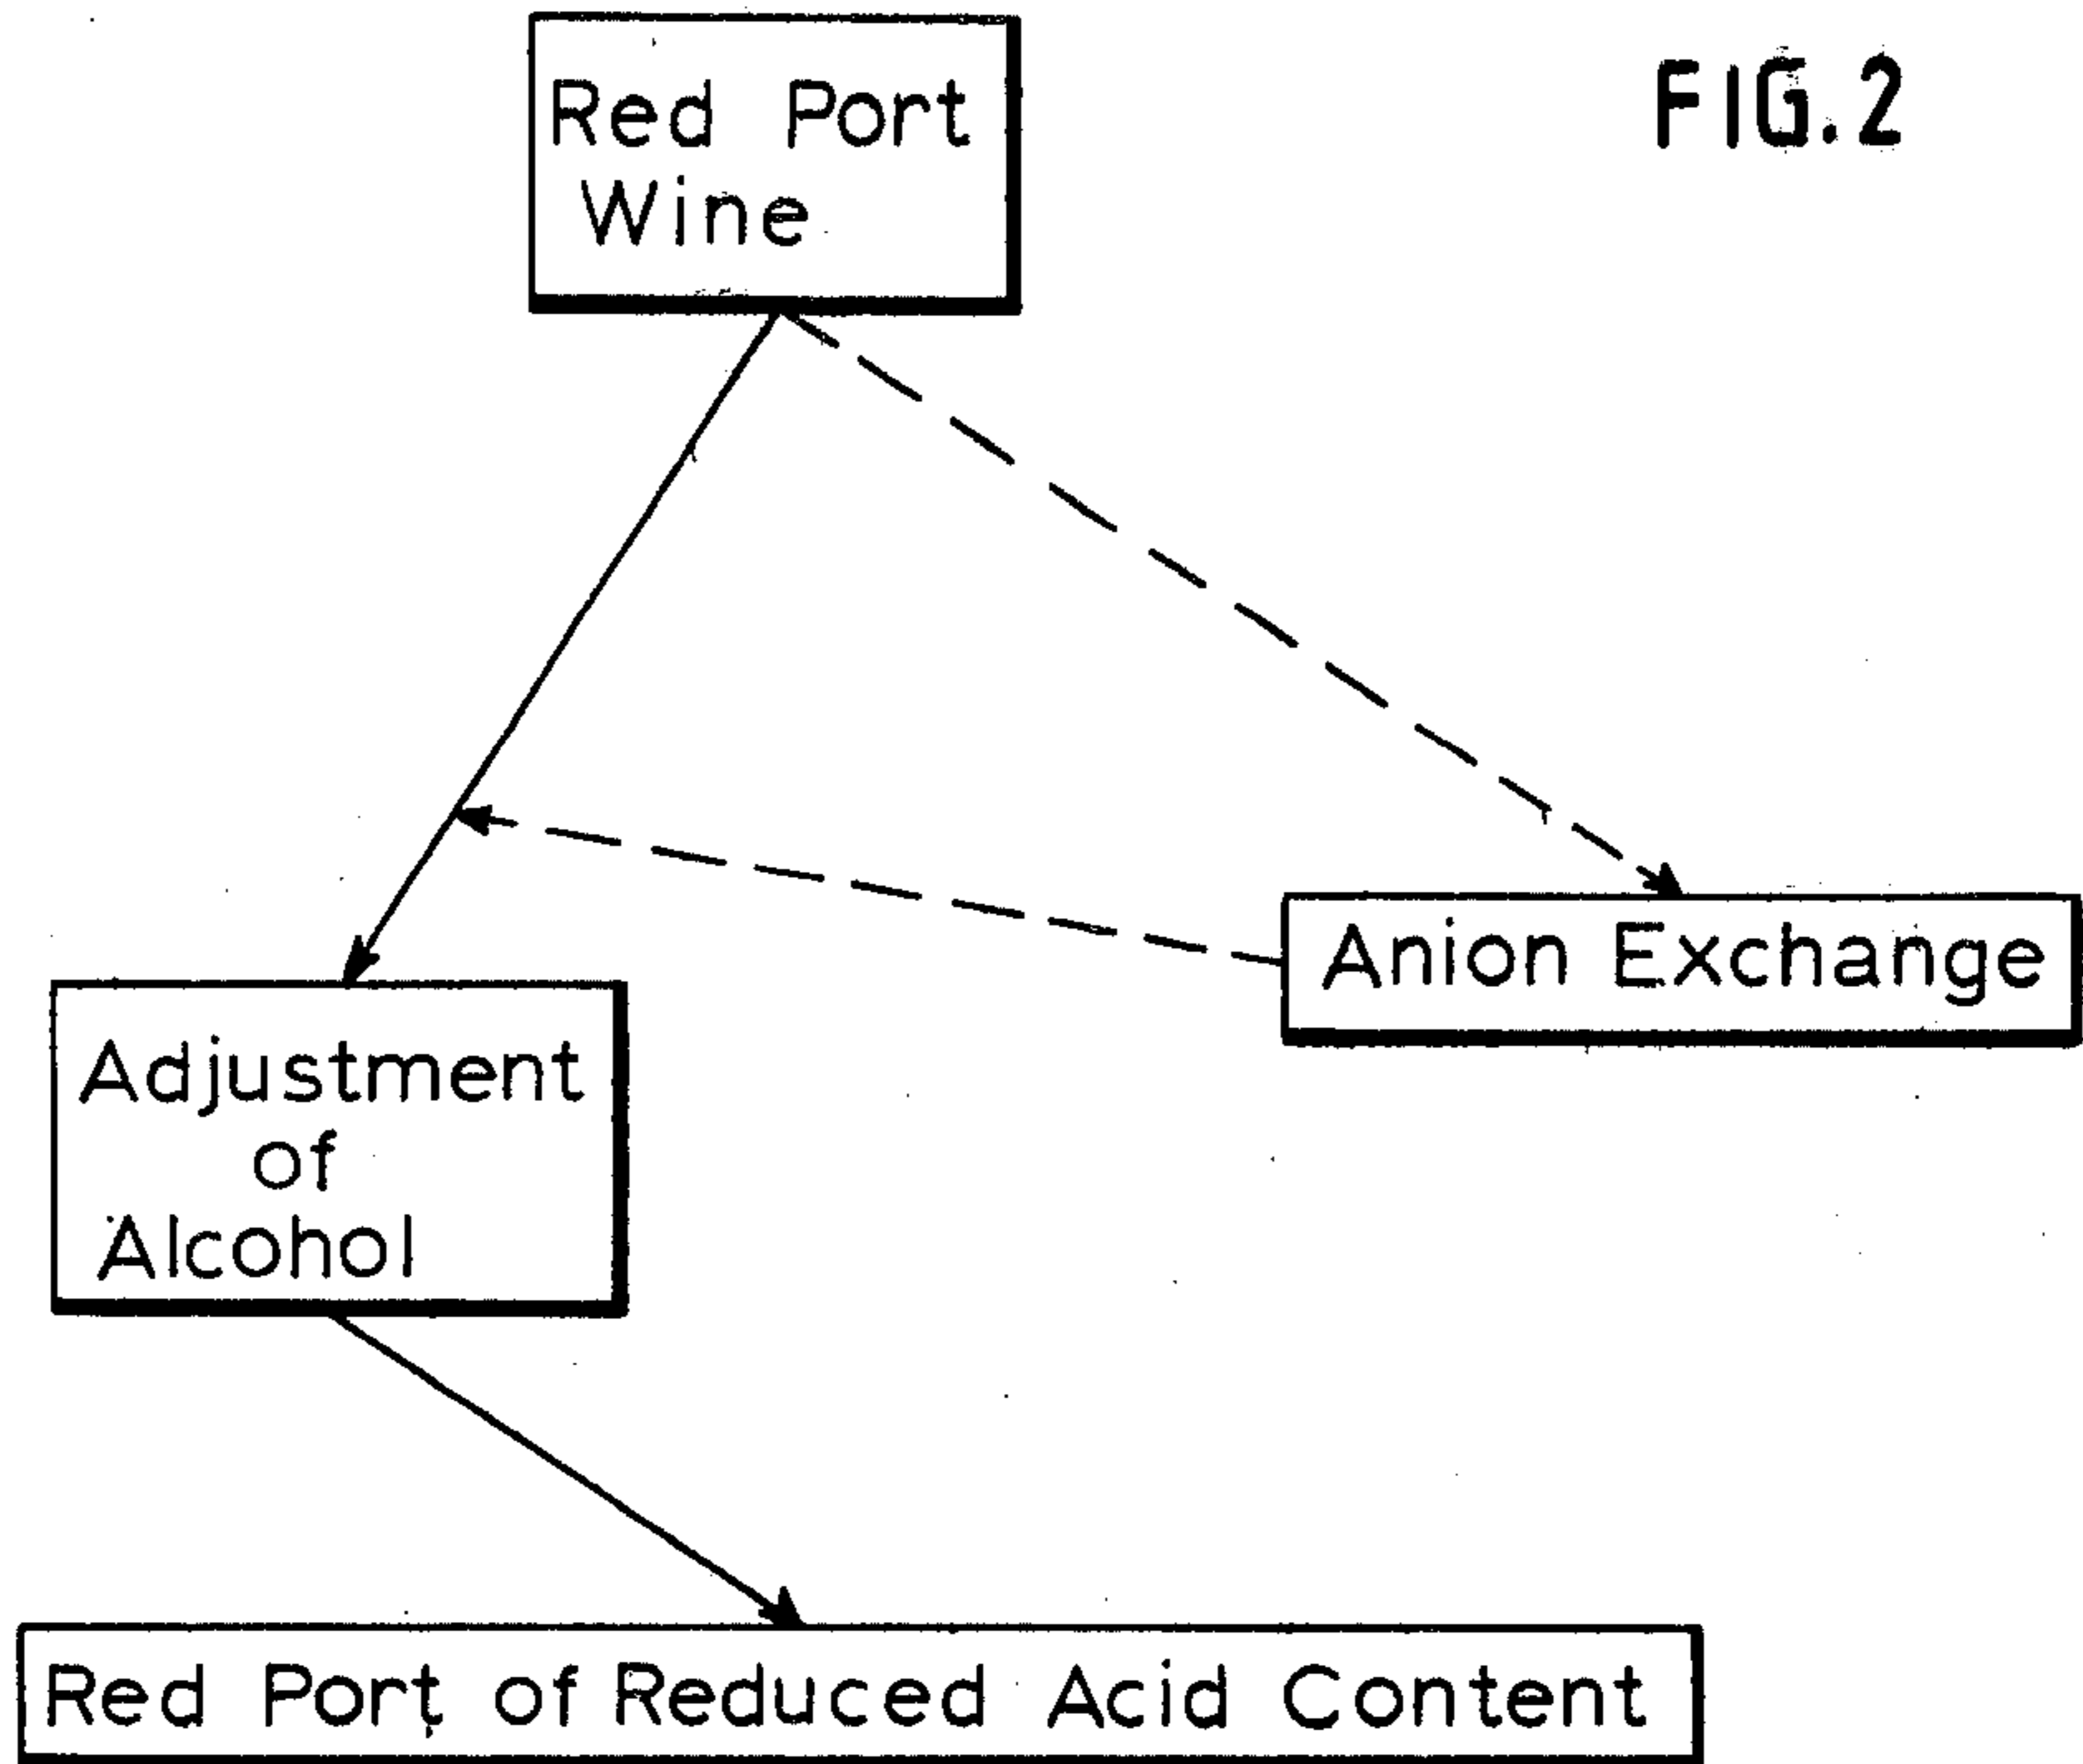 FIG.2
Red Port
Wine
Anion Exchange
Adjustment
of
Alcohol
Red Port of Reduced Acid Content